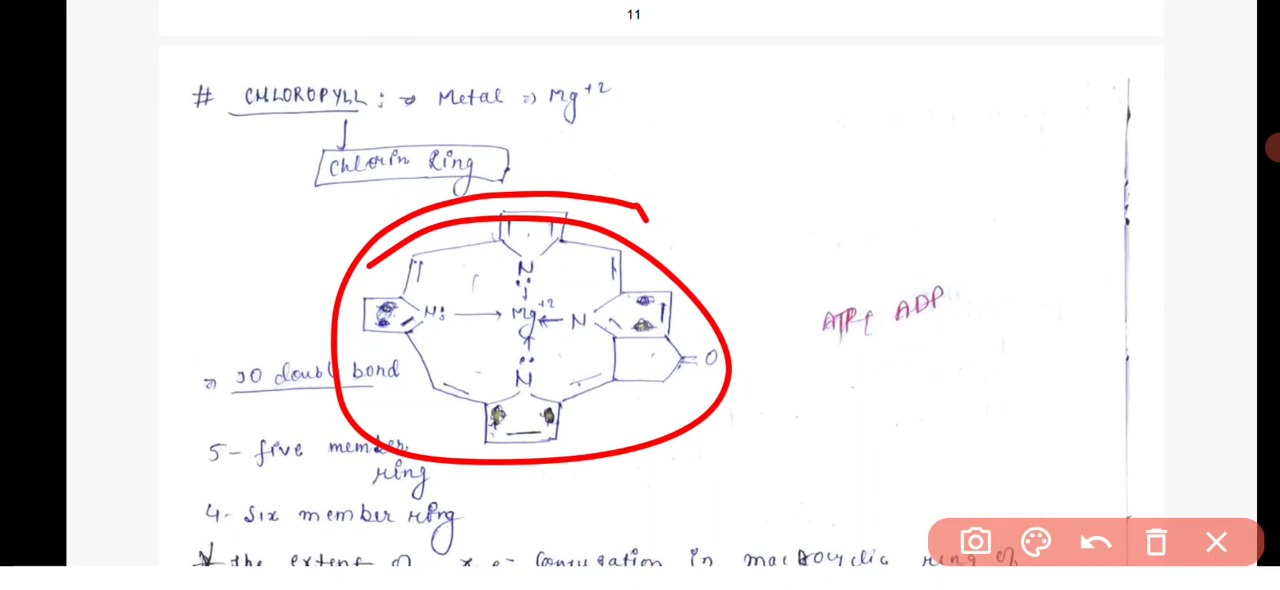 11
# CHLOROPYLL : → Metal ⇒ Mg+2
Chlorin Ring
N
N: Mg+2 N
N
O
ATP ADP
⇒ 10 doubl bond
5 - five member ring
4 - Six member ring
the extent of π e- Conjugation in macrocyclic ring of